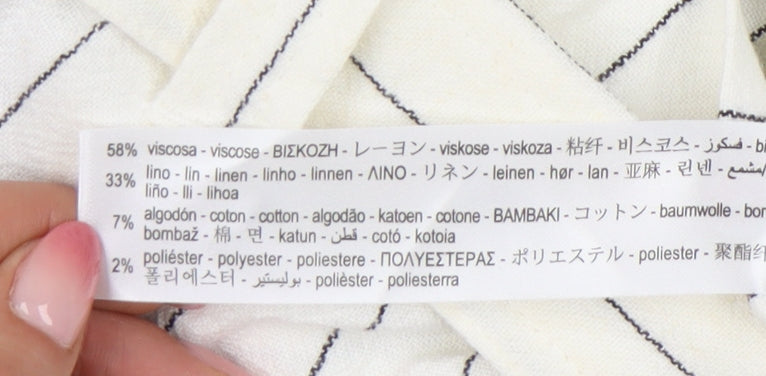 58% viscosa - viscose - ΒΙΣΚΟΖΗ - レーヨン - viskose - viskoza - 粘纤 - 비스코스 - فسكوز -
33% lino - lin - linen - linho - linnen - ΛΙΝΟ - リネン - leinen - hør - lan - 亚麻 - 린넨 -
liño - lli - lihoa
7% algodón - coton - cotton - algodão - katoen - cotone - ΒΑΜΒΑΚΙ - コットン - baumwolle -
bombaž - 棉 - 면 - katun - قطن - cotó - kotoia
2% poliéster - polyester - poliestere - ΠΟΛΥΕΣΤΕΡΑΣ - ポリエステル - poliester - 聚酯纤
폴리에스터 - بوليستير - polièster - poliesterra